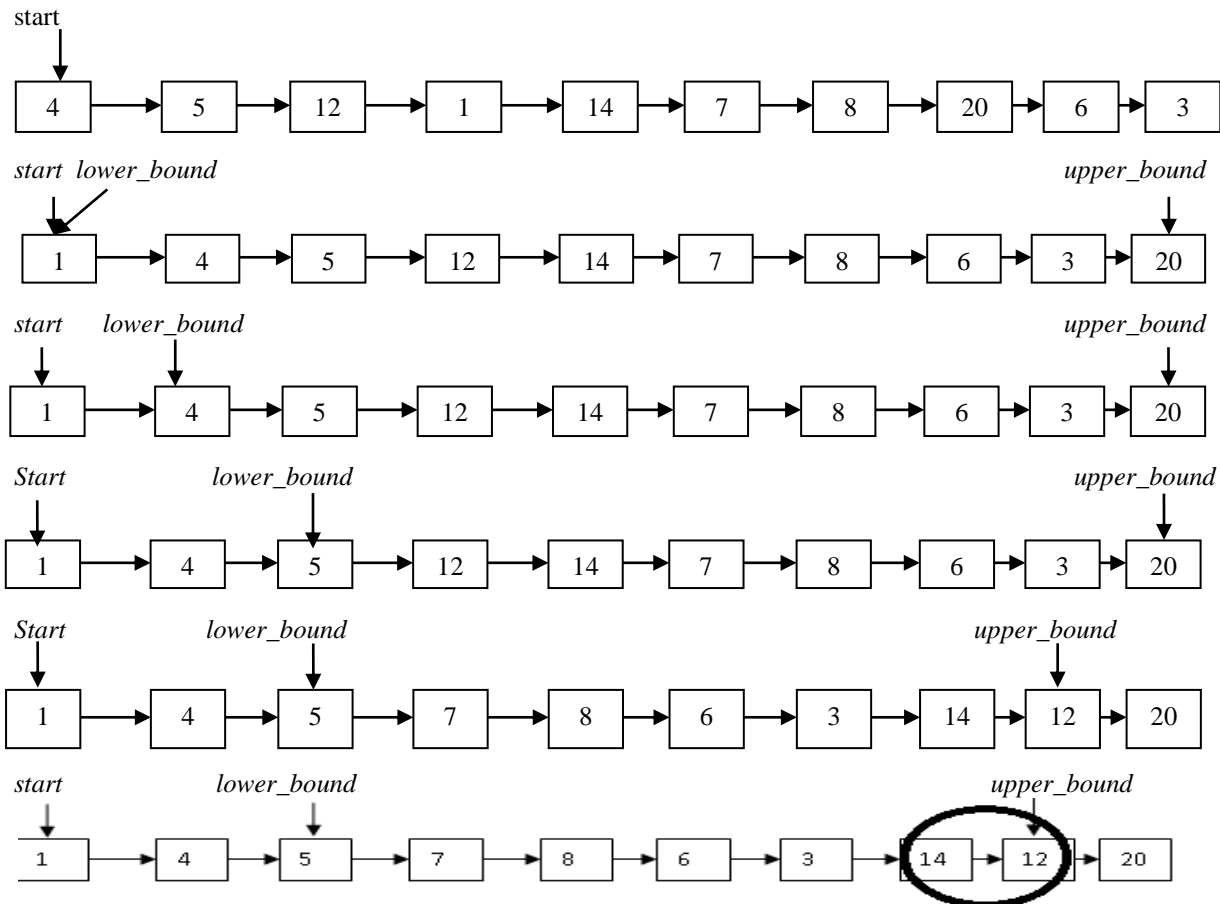 start
4 5 12 1 14 7 8 20 6 3
start lower_bound upper_bound
1 4 5 12 14 7 8 6 3 20
start lower_bound upper_bound
1 4 5 12 14 7 8 6 3 20
Start lower_bound upper_bound
1 4 5 12 14 7 8 6 3 20
Start lower_bound upper_bound
1 4 5 7 8 6 3 14 12 20
start lower_bound upper_bound
1 4 5 7 8 6 3 14 12 20